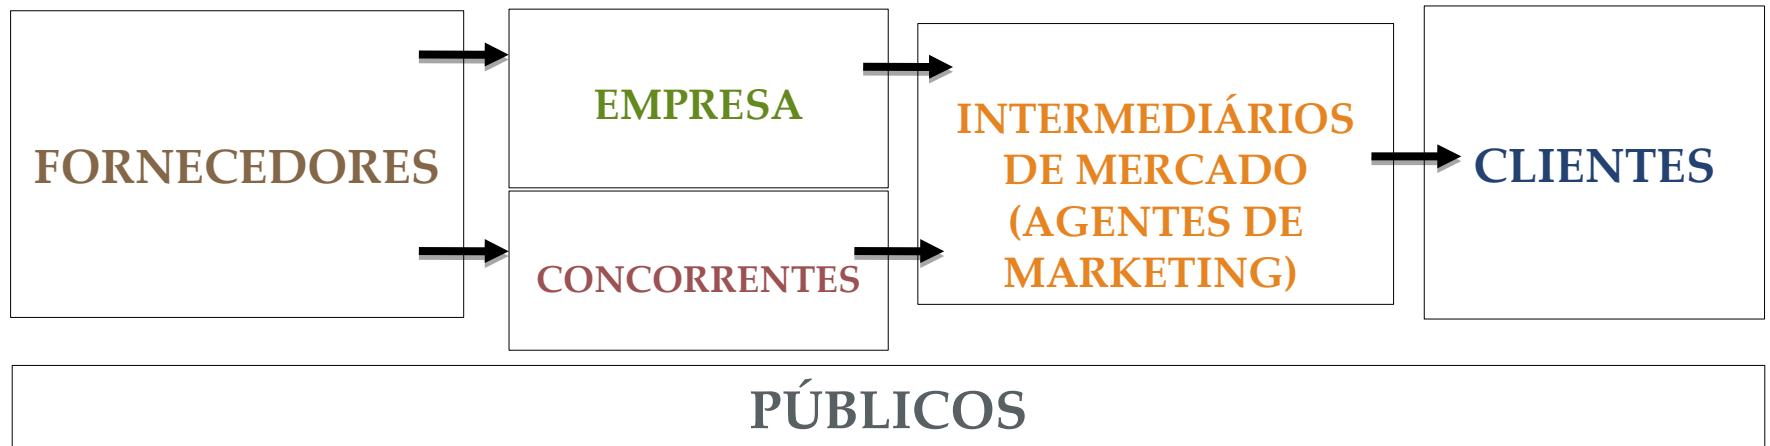 FORNECEDORES
EMPRESA
CONCORRENTES
INTERMEDIÁRIOS
DE MERCADO
(AGENTES DE
MARKETING)
CLIENTES
PÚBLICOS